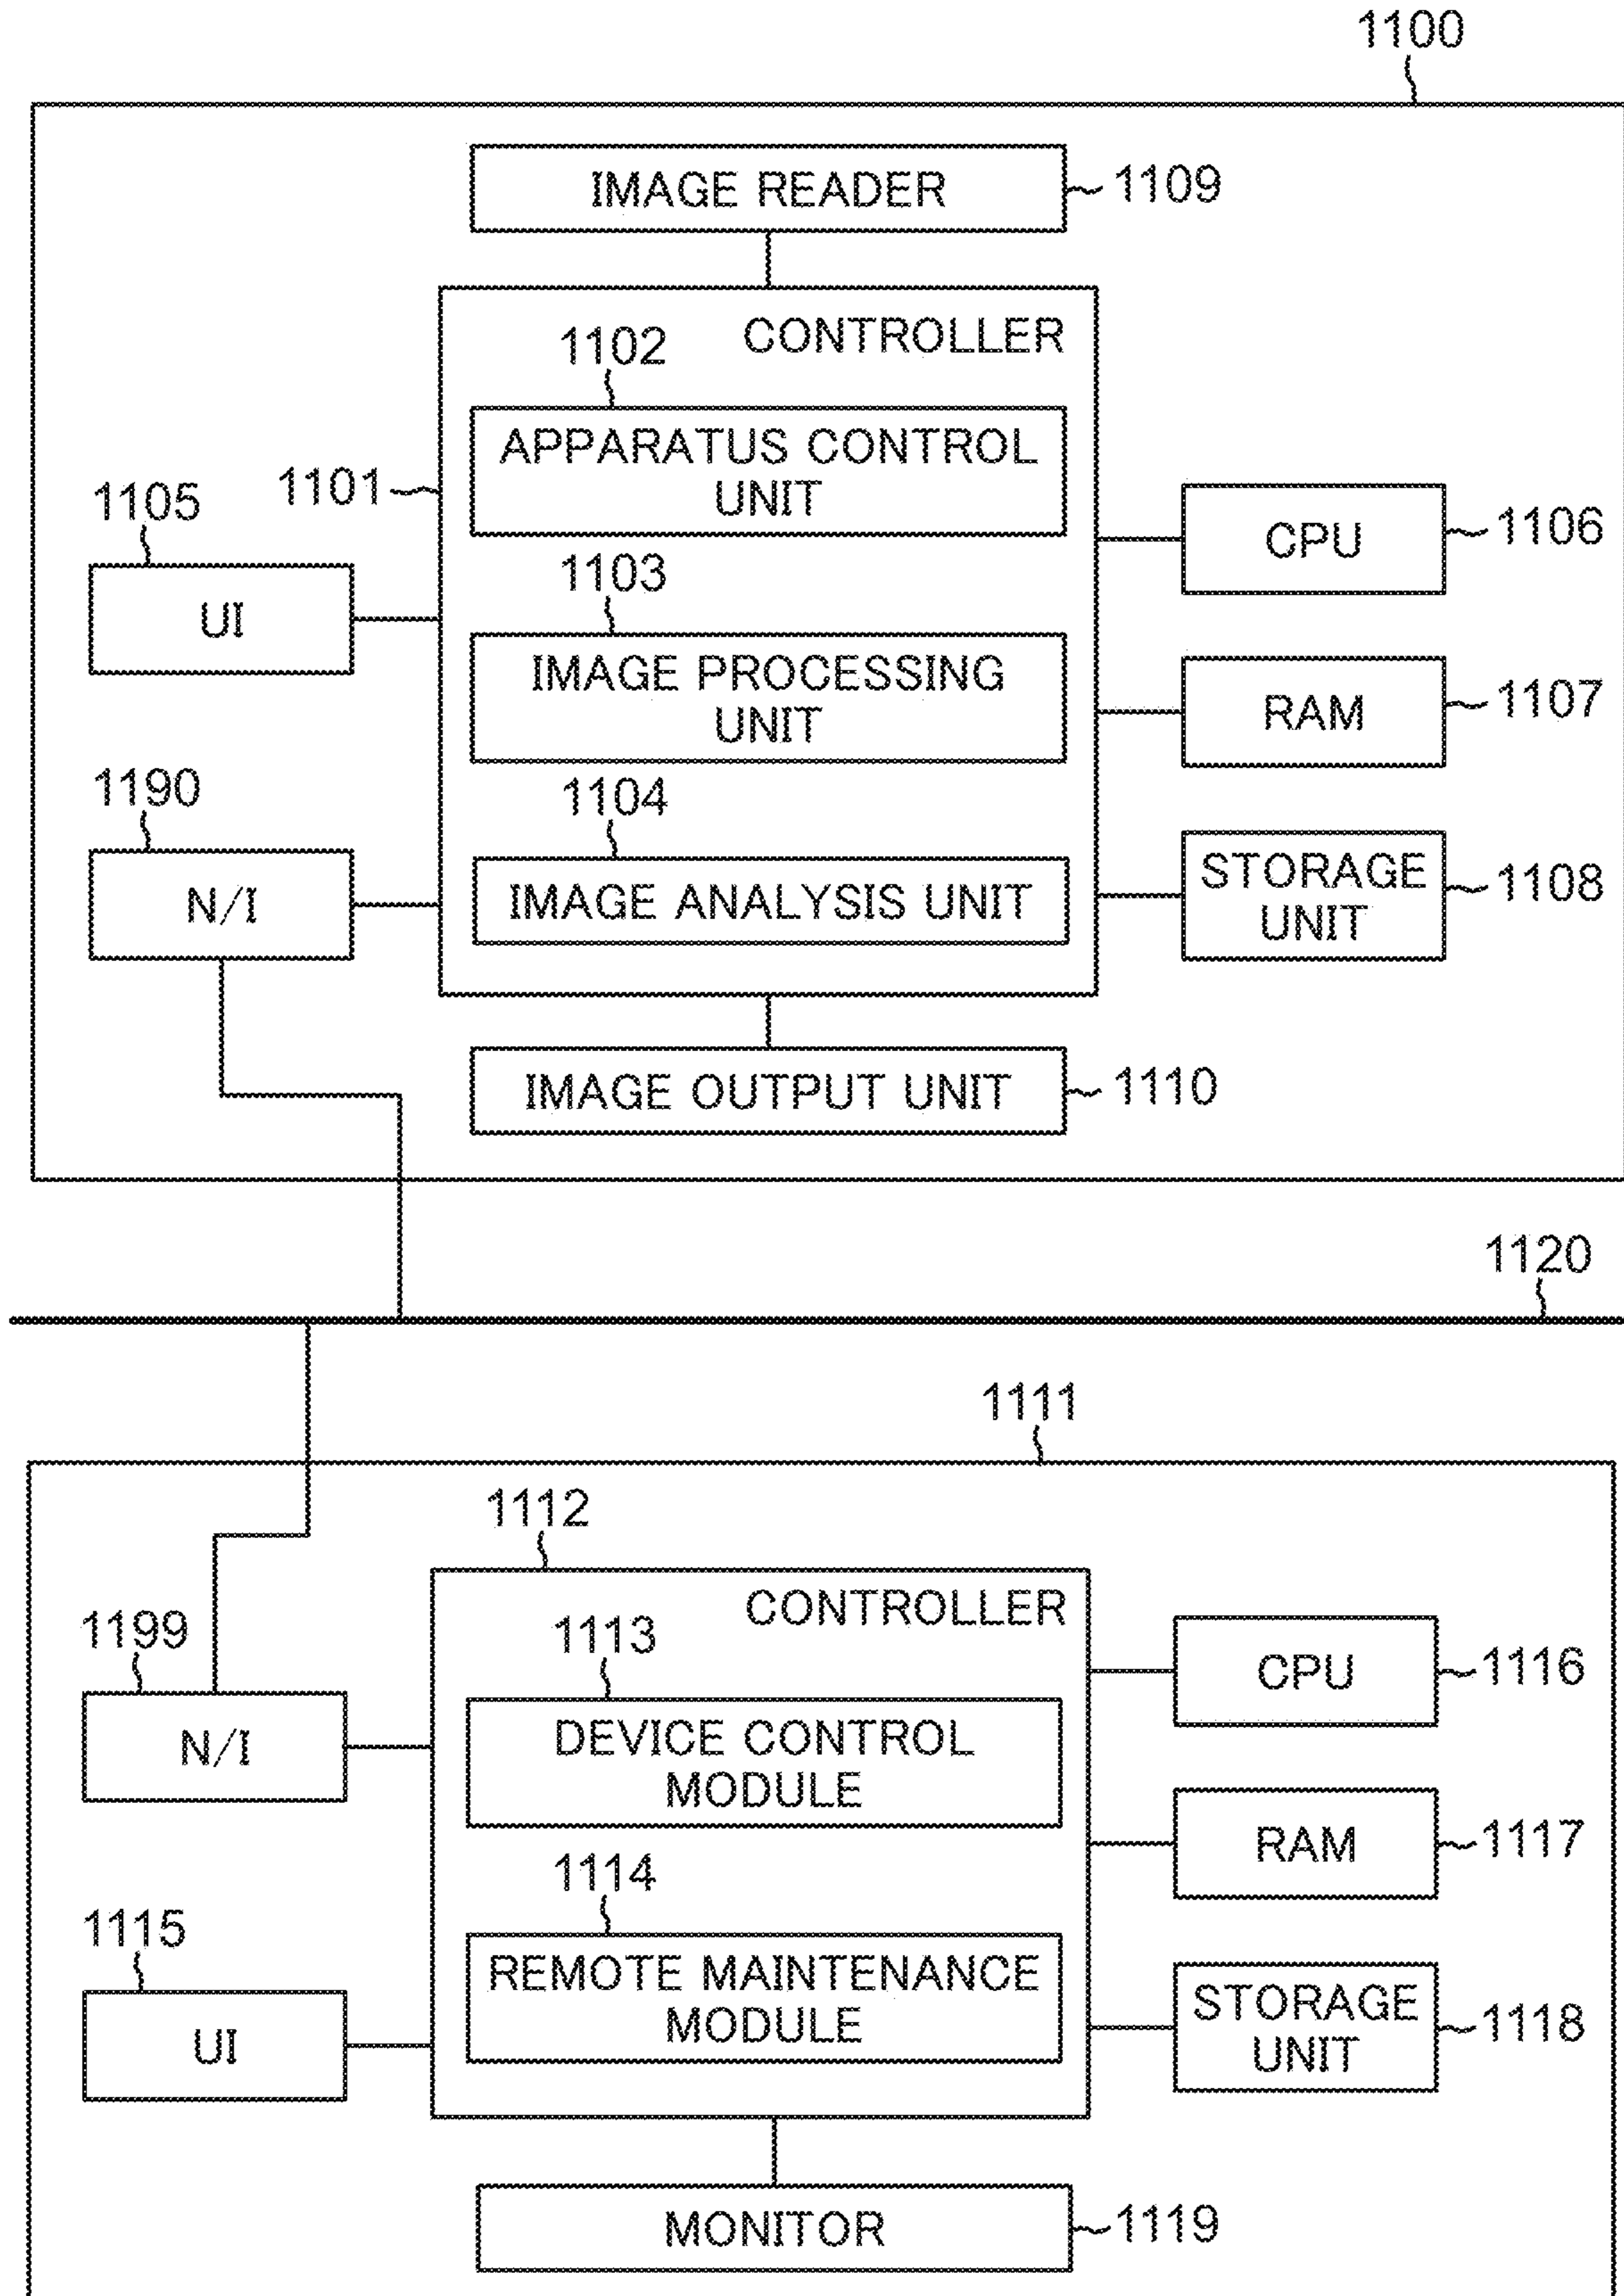 1100
IMAGE READER
1109
CONTROLLER
1102
APPARATUS CONTROL
UNIT
1101
1105
UI
CPU
1106
1103
IMAGE PROCESSING
UNIT
RAM
1107
1190
N/I
1104
IMAGE ANALYSIS UNIT
STORAGE
UNIT
1108
IMAGE OUTPUT UNIT
1110
1120
1111
1112
CONTROLLER
1199
N/I
1113
DEVICE CONTROL
MODULE
CPU
1116
RAM
1117
1114
REMOTE MAINTENANCE
MODULE
1115
UI
STORAGE
UNIT
1118
MONITOR
1119